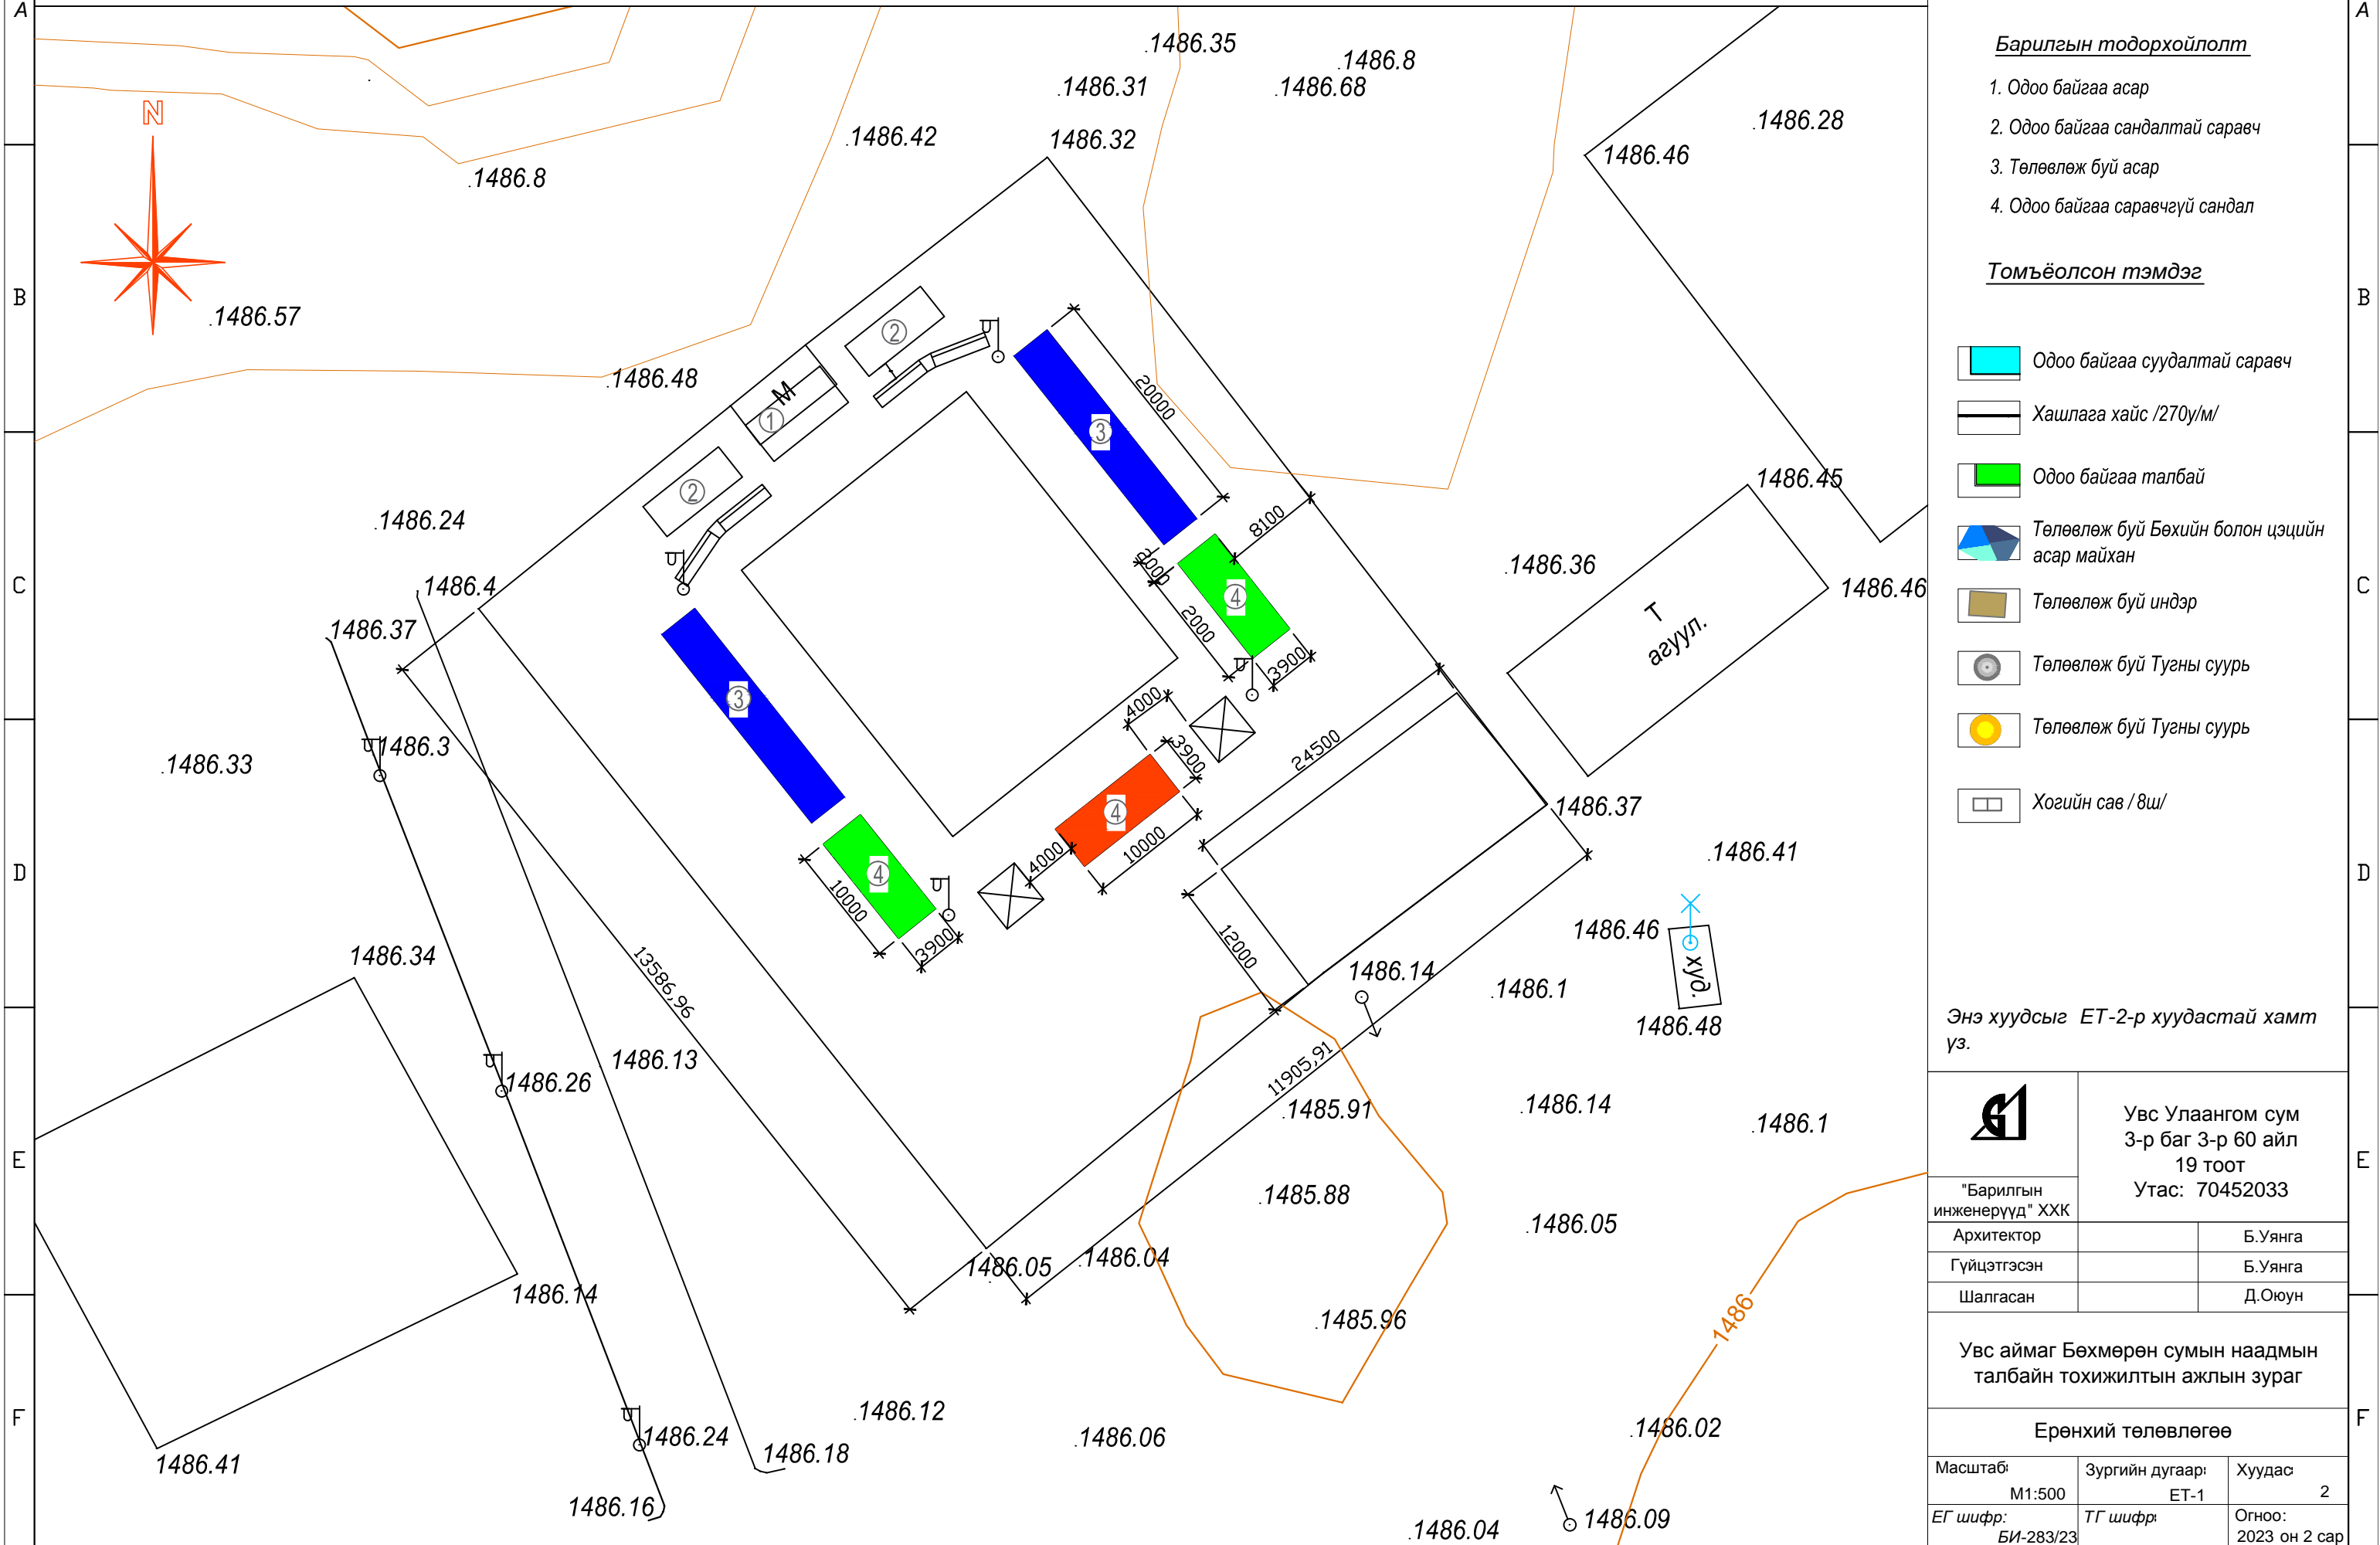 A
A
B
B
C
C
D
D
E
E
F
F
N
.1486.35
.1486.8
.1486.31
.1486.68
.1486.42
1486.32
.1486.28
1486.46
.1486.8
.1486.57
.1486.48
.1486.24
.1486.4
1486.37
1486.3
.1486.33
1486.34
1486.26
1486.13
1486.14
1486.41
1486.24
1486.18
1486.16
.1486.12
.1486.06
1486.05
.1486.04
1486.45
.1486.36
1486.46
1486.37
.1486.41
1486.46
1486.48
1486.14
.1486.1
.1485.91
.1486.14
.1486.1
.1485.88
.1486.05
.1485.96
.1486.02
.1486.04
1486.09
1486
М
1
2
2
3
3
4
4
4
20000
8100
2000
2000
3900
4000
3900
10000
4000
24500
12000
10000
3900
13586,96
11905,91
Т
агуул.
худ.
Барилгын тодорхойлолт
1. Одоо байгаа асар
2. Одоо байгаа сандалтай саравч
3. Төлөвлөж буй асар
4. Одоо байгаа саравчгүй сандал
Томъёолсон тэмдэг
Одоо байгаа суудалтай саравч
Хашлага хайс /270у/м/
Одоо байгаа талбай
Төлөвлөж буй Бөхийн болон цэцийн
асар майхан
Төлөвлөж буй индэр
Төлөвлөж буй Тугны суурь
Төлөвлөж буй Тугны суурь
Хогийн сав /8ш/
Энэ хуудсыг ЕТ-2-р хуудастай хамт
үз.
"Барилгын
инженерүүд" ХХК
Увс Улаангом сум
3-р баг 3-р 60 айл
19 тоот
Утас: 70452033
Архитектор
Б.Уянга
Гүйцэтгэсэн
Б.Уянга
Шалгасан
Д.Оюун
Увс аймаг Бөхмөрөн сумын наадмын
талбайн тохижилтын ажлын зураг
Ерөнхий төлөвлөгөө
Масштаб:
М1:500
Зургийн дугаар:
ЕТ-1
Хуудас:
2
ЕГ шифр:
БИ-283/23
ТГ шифр:
Огноо:
2023 он 2 сар